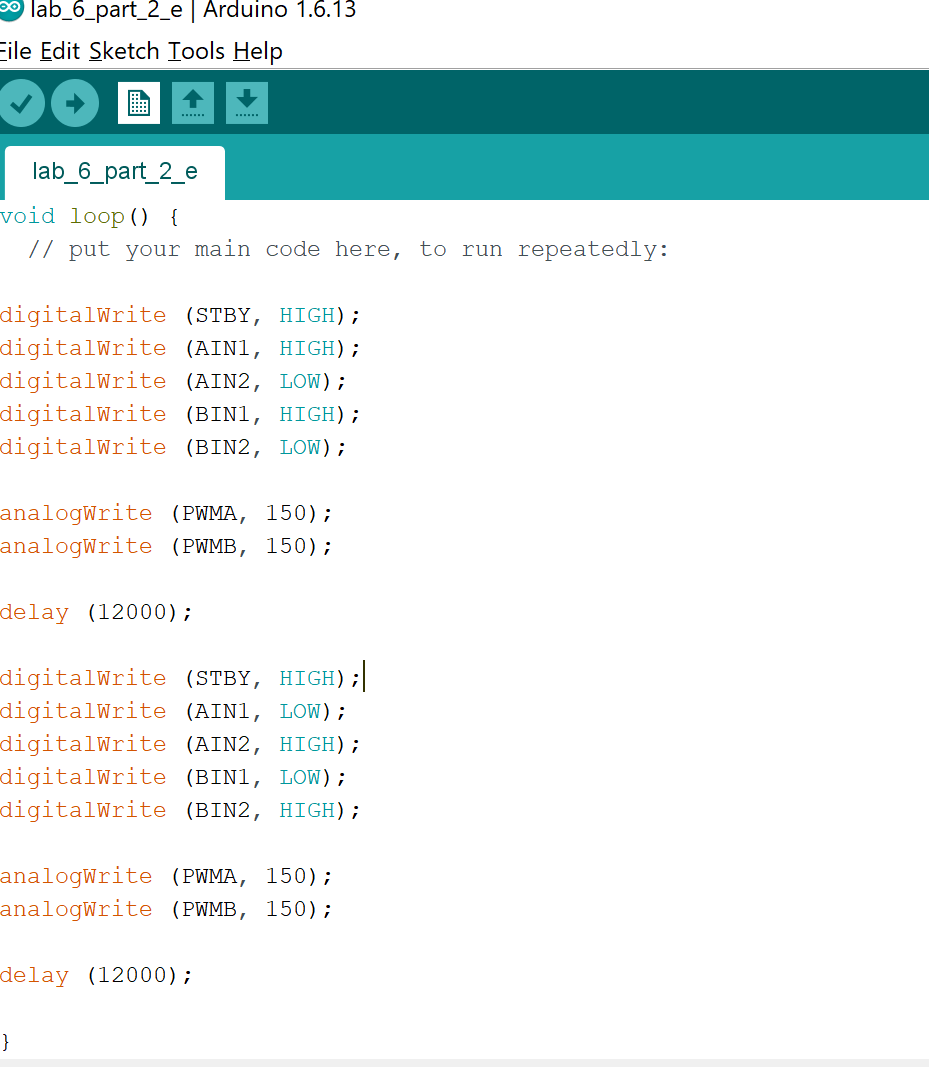 lab_6_part_2_e | Arduino 1.6.13
File Edit Sketch Tools Help
lab_6_part_2_e
void loop() {
  // put your main code here, to run repeatedly:
digitalWrite (STBY, HIGH);
digitalWrite (AIN1, HIGH);
digitalWrite (AIN2, LOW);
digitalWrite (BIN1, HIGH);
digitalWrite (BIN2, LOW);
analogWrite (PWMA, 150);
analogWrite (PWMB, 150);
delay (12000);
digitalWrite (STBY, HIGH);
digitalWrite (AIN1, LOW);
digitalWrite (AIN2, HIGH);
digitalWrite (BIN1, LOW);
digitalWrite (BIN2, HIGH);
analogWrite (PWMA, 150);
analogWrite (PWMB, 150);
delay (12000);
}